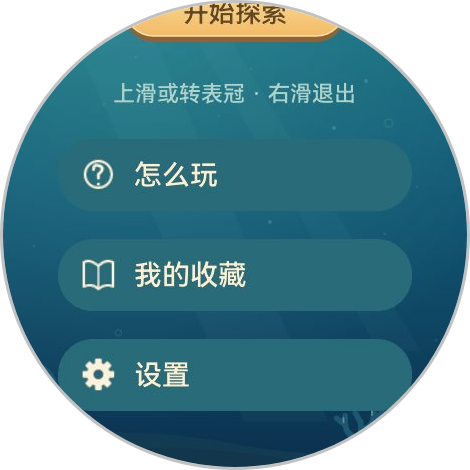 开始探索
上滑或转表冠 · 右滑退出
怎么玩
我的收藏
设置